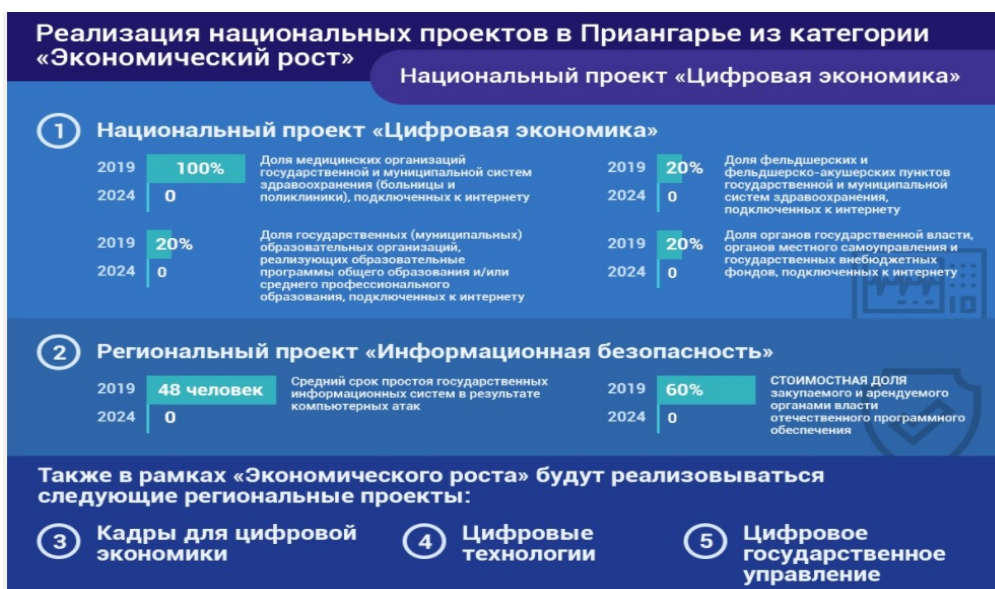 Реализация национальных проектов в Приангарье из категории
«Экономический рост»
Национальный проект «Цифровая экономика»
1 Национальный проект «Цифровая экономика»
2019 100%
2024 0
Доля медицинских организаций
государственной и муниципальной систем
здравоохранения (больницы и
поликлиники), подключенных к интернету
2019 20%
2024 0
Доля фельдшерских и
фельдшерско-акушерских пунктов
государственной и муниципальной
систем здравоохранения,
подключенных к интернету
2019 20%
2024 0
Доля государственных (муниципальных)
образовательных организаций,
реализующих образовательные
программы общего образования и/или
среднего профессионального
образования, подключенных к интернету
2019 20%
2024 0
Доля органов государственной власти,
органов местного самоуправления и
государственных внебюджетных
фондов, подключенных к интернету
2 Региональный проект «Информационная безопасность»
2019 48 человек
2024 0
Средний срок простоя государственных
информационных систем в результате
компьютерных атак
2019 60%
2024 0
СТОИМОСТНАЯ ДОЛЯ
закупаемого и арендуемого
органами власти
отечественного программного
обеспечения
Также в рамках «Экономического роста» будут реализовываться
следующие региональные проекты:
3 Кадры для цифровой
экономики
4 Цифровые
технологии
5 Цифровое
государственное
управление